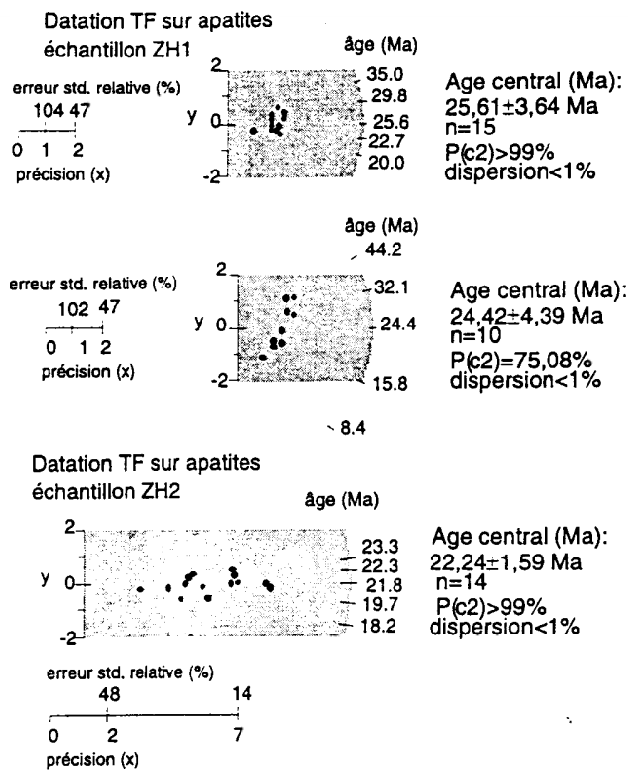 Datation TF sur apatites
échantillon ZH1
âge (Ma)
erreur std. relative (%)
104 47
0 1 2
précision (x)
2
y 0
-2
35.0
29.8
25.6
22.7
20.0
Age central (Ma):
25,61±3,64 Ma
n=15
P(c2)>99%
dispersion<1%
âge (Ma)
44.2
erreur std. relative (%)
102 47
0 1 2
précision (x)
2
y 0
-2
32.1
24.4
15.8
8.4
Age central (Ma):
24,42±4,39 Ma
n=10
P(c2)=75,08%
dispersion<1%
Datation TF sur apatites
échantillon ZH2
âge (Ma)
2
y 0
-2
23.3
22.3
21.8
19.7
18.2
Age central (Ma):
22,24±1,59 Ma
n=14
P(c2)>99%
dispersion<1%
erreur std. relative (%)
48 14
0 2 7
précision (x)